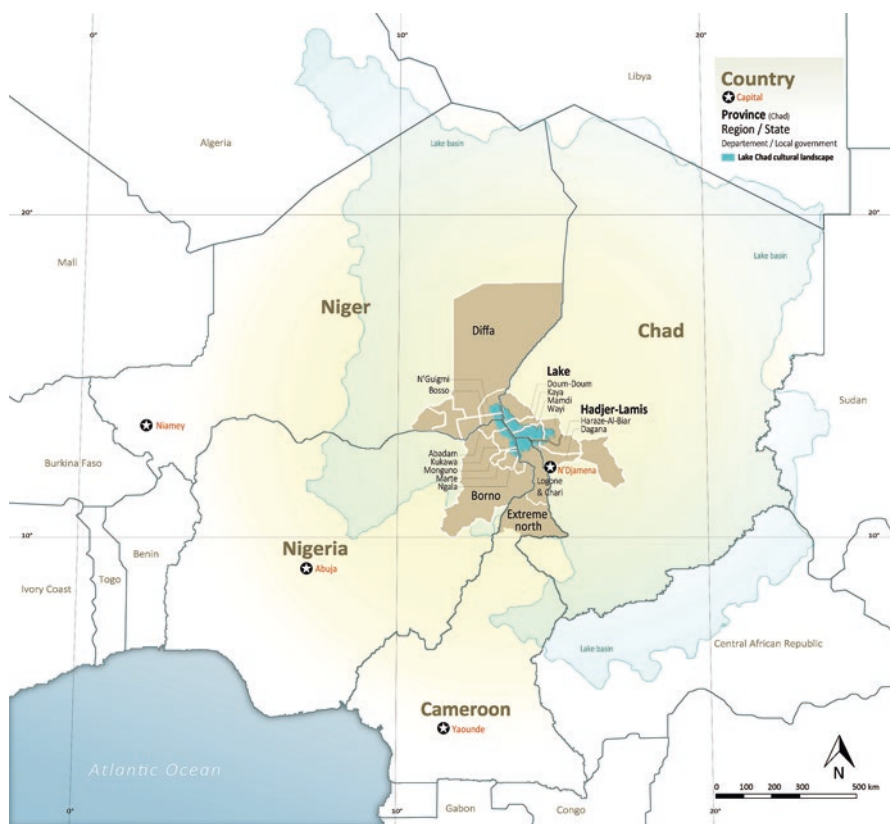 0°
10°
20°
Libya
Country
Capital
Province (Chad)
Region / State
Departement / Local government
Lake Chad cultural landscape
Algeria
Lake basin
20°
20°
Mali
Lake basin
Niger
Chad
Diffa
N'Guigmi
Bosso
Lake
Doum-Doum
Kaya
Mamdi
Wayi
Hadjer-Lamis
Haraze-Al-Biar
Dagana
Sudan
Niamey
Burkina Faso
Abadam
Kukawa
Monguno
Marte
Ngala
N'Djamena
Logone
& Chari
Borno
Extreme
north
10°
10°
Nigeria
Benin
Abuja
Togo
Ivory Coast
Lake basin
Central African Republic
Cameroon
Yaounde
Atlantic Ocean
N
0 100 200 300 400 500 km
Gabon
Congo
0°
10°
20°